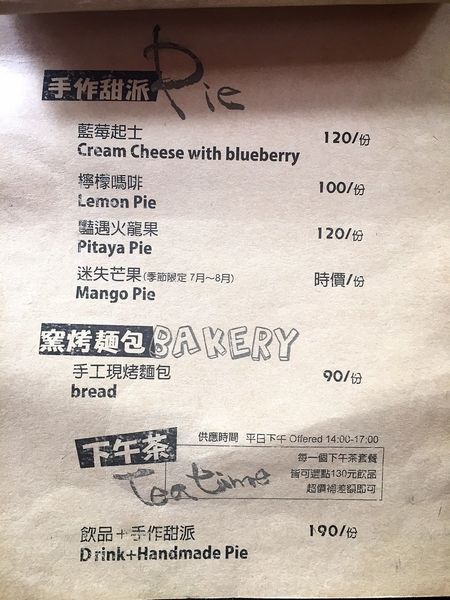 手作甜派 Pie
藍莓起士 120/份
Cream Cheese with blueberry
檸檬嗎啡 100/份
Lemon Pie
豔遇火龍果 120/份
Pitaya Pie
迷失芒果(季節限定 7月～8月) 時價/份
Mango Pie
窯烤麵包 BAKERY
手工現烤麵包 90/份
bread
下午茶 Tea time
供應時間 平日下午 Offered 14:00-17:00
每一個下午茶套餐
皆可選點130元飲品
超價補差額即可
飲品＋手作甜派 190/份
Drink+Handmade Pie